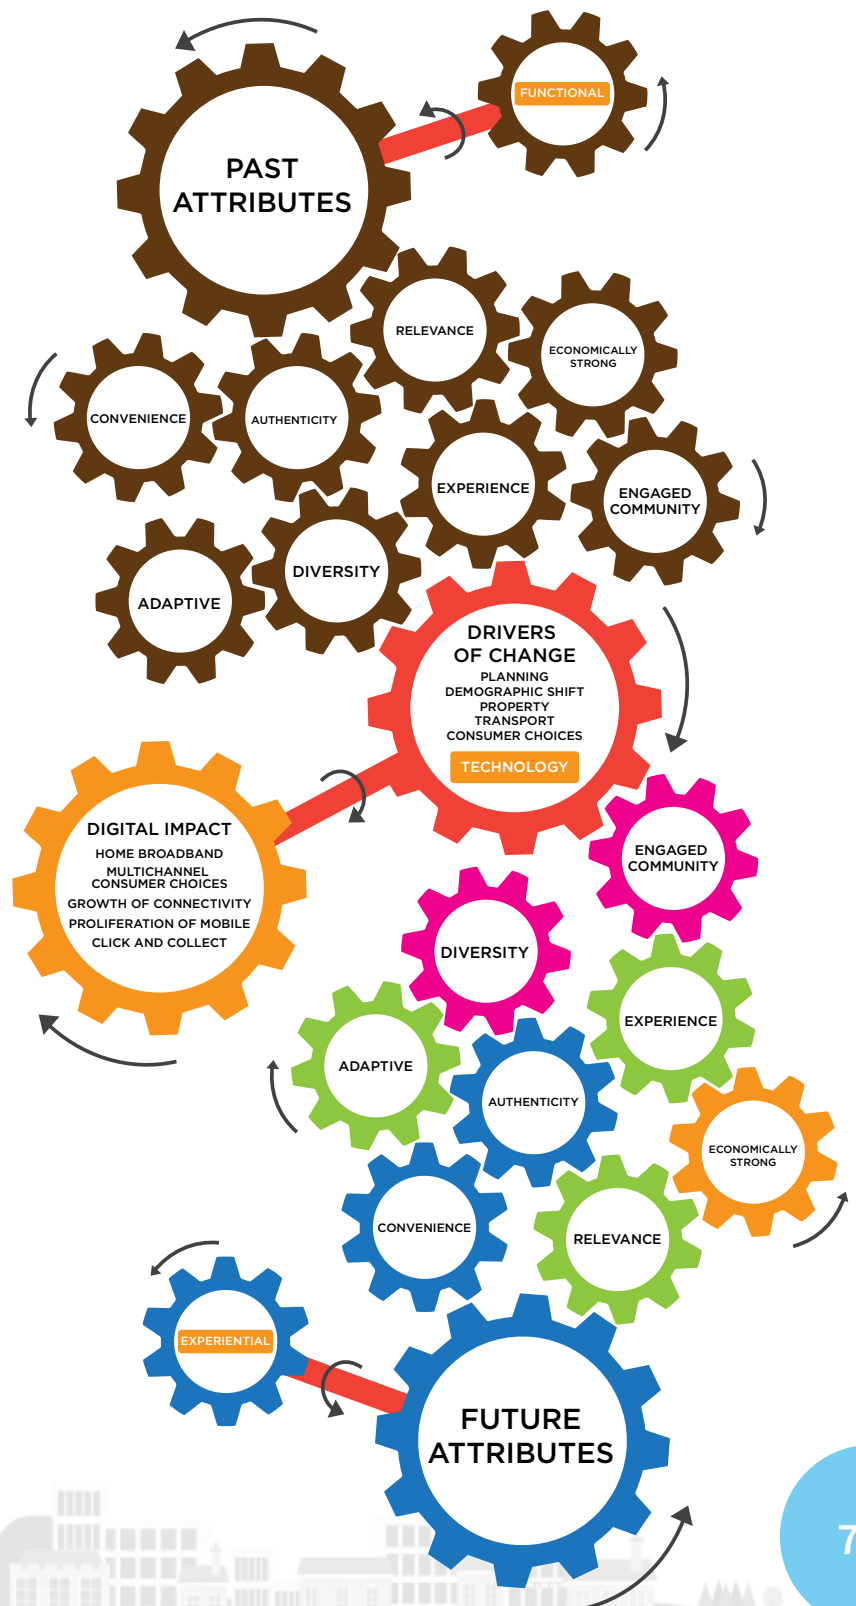 FUNCTIONAL
PAST
ATTRIBUTES
RELEVANCE
ECONOMICALLY
STRONG
CONVENIENCE
AUTHENTICITY
EXPERIENCE
ENGAGED
COMMUNITY
DIVERSITY
ADAPTIVE
DRIVERS
OF CHANGE
PLANNING
DEMOGRAPHIC SHIFT
PROPERTY
TRANSPORT
CONSUMER CHOICES
TECHNOLOGY
DIGITAL IMPACT
HOME BROADBAND
MULTICHANNEL
CONSUMER CHOICES
GROWTH OF CONNECTIVITY
PROLIFERATION OF MOBILE
CLICK AND COLLECT
ENGAGED
COMMUNITY
DIVERSITY
EXPERIENCE
ADAPTIVE
AUTHENTICITY
ECONOMICALLY
STRONG
CONVENIENCE
RELEVANCE
EXPERIENTIAL
FUTURE
ATTRIBUTES
7